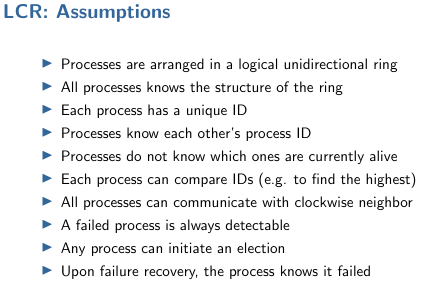 LCR: Assumptions
▶ Processes are arranged in a logical unidirectional ring
▶ All processes knows the structure of the ring
▶ Each process has a unique ID
▶ Processes know each other's process ID
▶ Processes do not know which ones are currently alive
▶ Each process can compare IDs (e.g. to find the highest)
▶ All processes can communicate with clockwise neighbor
▶ A failed process is always detectable
▶ Any process can initiate an election
▶ Upon failure recovery, the process knows it failed